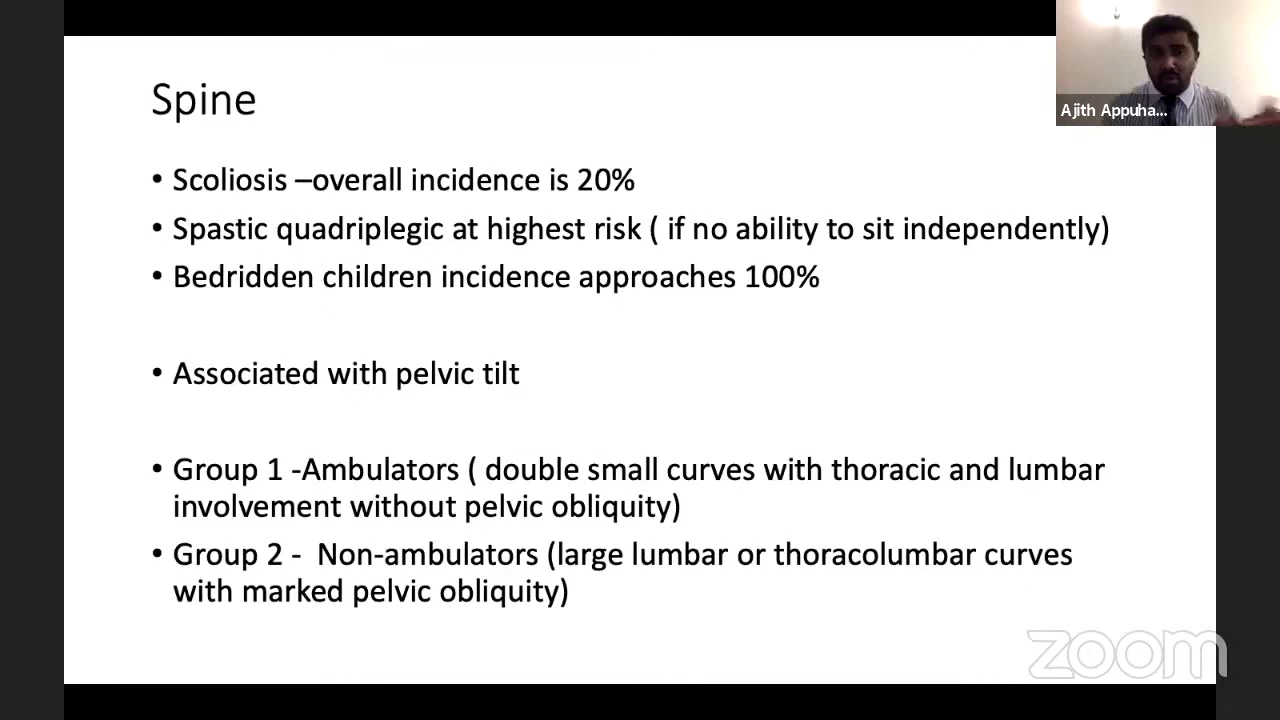 Spine
• Scoliosis –overall incidence is 20%
• Spastic quadriplegic at highest risk ( if no ability to sit independently)
• Bedridden children incidence approaches 100%
• Associated with pelvic tilt
• Group 1 -Ambulators ( double small curves with thoracic and lumbar
involvement without pelvic obliquity)
• Group 2 -  Non-ambulators (large lumbar or thoracolumbar curves
with marked pelvic obliquity)
Ajith Appuha...
zoom